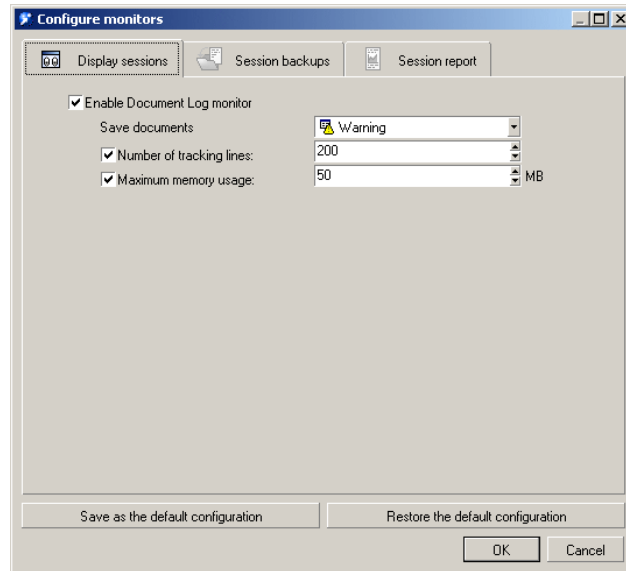 Configure monitors
Display sessions Session backups Session report
Enable Document Log monitor
Save documents Warning
Number of tracking lines: 200
Maximum memory usage: 50 MB
Save as the default configuration Restore the default configuration
OK Cancel